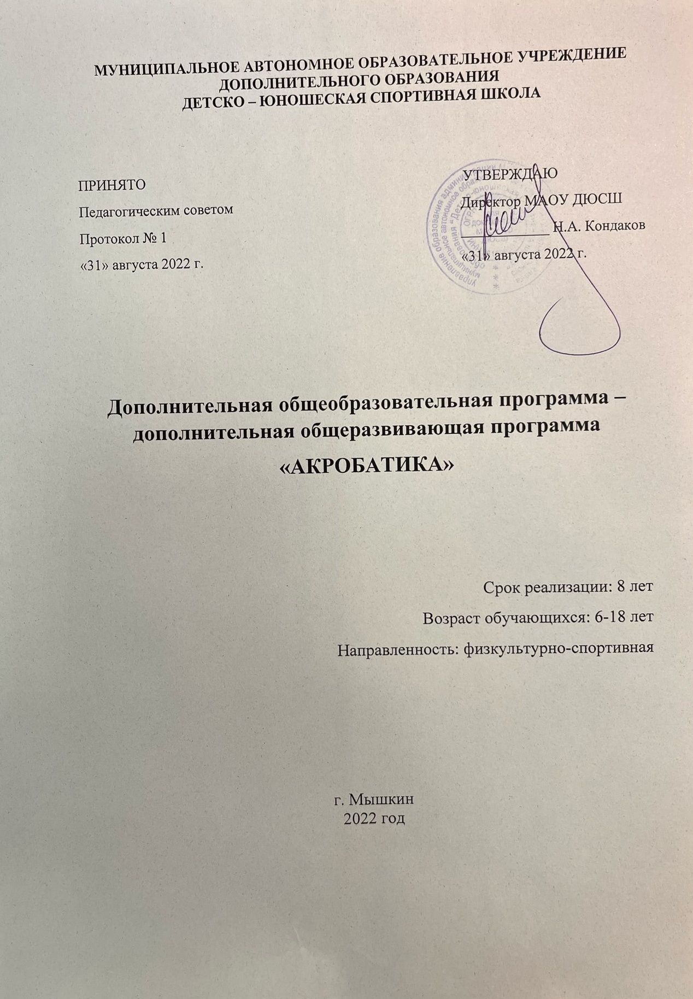 МУНИЦИПАЛЬНОЕ АВТОНОМНОЕ ОБРАЗОВАТЕЛЬНОЕ УЧРЕЖДЕНИЕ
ДОПОЛНИТЕЛЬНОГО ОБРАЗОВАНИЯ
ДЕТСКО – ЮНОШЕСКАЯ СПОРТИВНАЯ ШКОЛА
ПРИНЯТО
Педагогическим советом
Протокол № 1
«31» августа 2022 г.
УТВЕРЖДАЮ
Директор МАОУ ДЮСШ
Н.А. Кондаков
«31» августа 2022 г.
Дополнительная общеобразовательная программа –
дополнительная общеразвивающая программа
«АКРОБАТИКА»
Срок реализации: 8 лет
Возраст обучающихся: 6-18 лет
Направленность: физкультурно-спортивная
г. Мышкин
2022 год